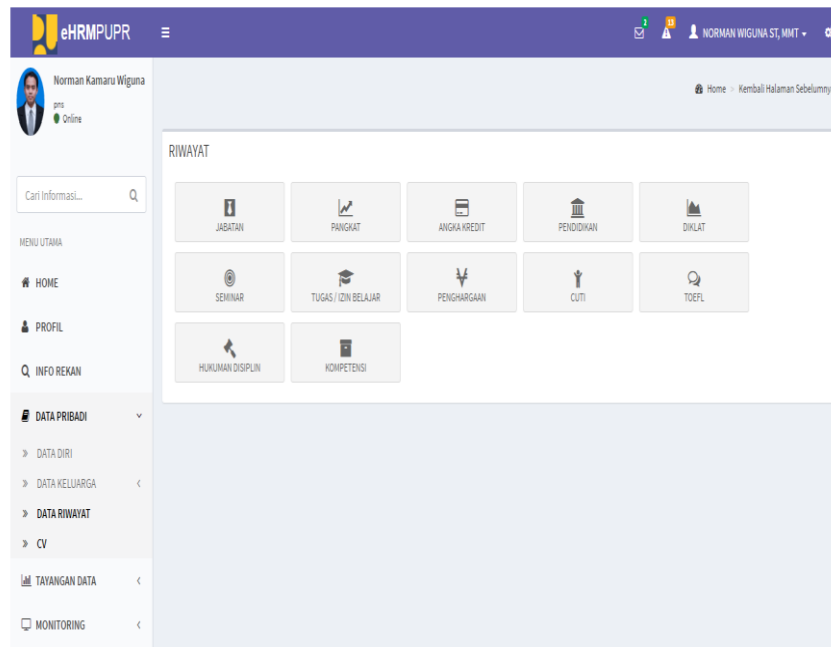 eHRMPUPR
2
13
NORMAN WIGUNA ST, MMT
Norman Kamaru Wiguna
pns
Online
Home > Kembali Halaman Sebelumny
Cari Informasi...
MENU UTAMA
HOME
PROFIL
INFO REKAN
DATA PRIBADI
DATA DIRI
DATA KELUARGA
DATA RIWAYAT
CV
TAYANGAN DATA
MONITORING
RIWAYAT
JABATAN
PANGKAT
ANGKA KREDIT
PENDIDIKAN
DIKLAT
SEMINAR
TUGAS / IZIN BELAJAR
PENGHARGAAN
CUTI
TOEFL
HUKUMAN DISIPLIN
KOMPETENSI